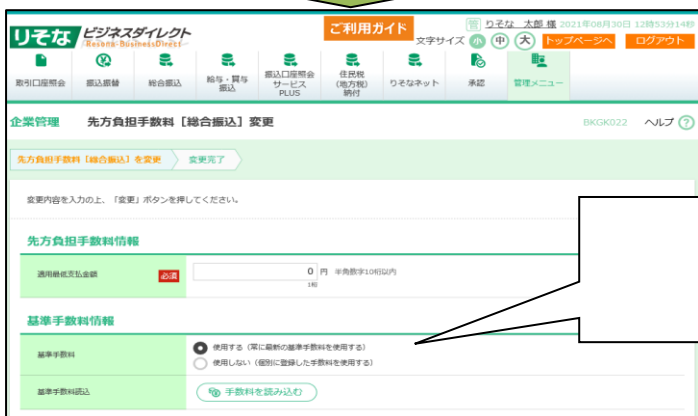 りそな ビジネスダイレクト
Resona Business Direct
ご利用ガイド
管 りそな 太郎 様 2021年08月30日 12時53分14秒
文字サイズ 小 中 大 トップページへ ログアウト
取引口座照会
振込振替
総合振込
給与・賞与
振込
振込口座照会
サービス
PLUS
住民税
(地方税)
納付
りそなネット
承認
管理メニュー
企業管理 先方負担手数料［総合振込］変更 BKGK022 ヘルプ ?
先方負担手数料［総合振込］を変更 変更完了
変更内容を入力の上、「変更」ボタンを押してください。
先方負担手数料情報
適用最低支払金額 必須 0 円 半角数字10桁以内
1桁
基準手数料情報
基準手数料
使用する（常に最新の基準手数料を使用する）
使用しない（個別に登録した手数料を使用する）
基準手数料読込 手数料を読み込む